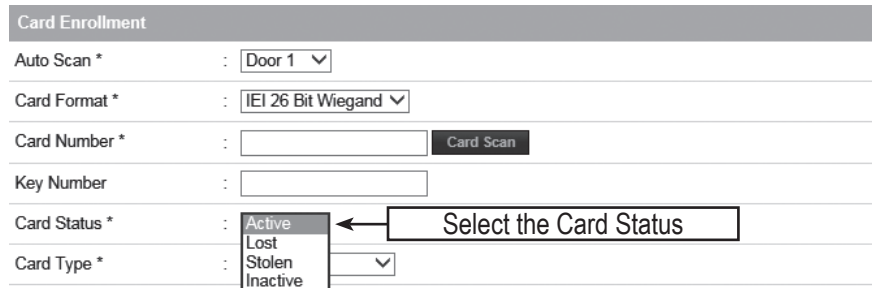 Card Enrollment
Auto Scan * : Door 1
Card Format * : IEI 26 Bit Wiegand
Card Number * : Card Scan
Key Number :
Card Status * : Active Select the Card Status
Lost
Card Type * : Stolen
Inactive